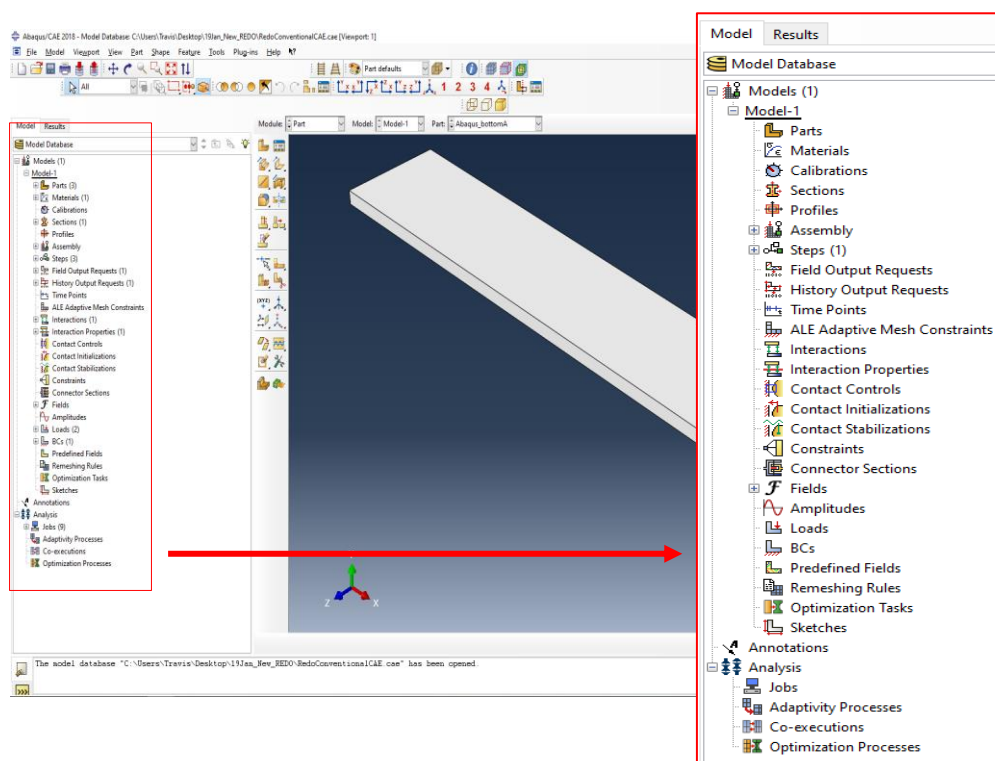 Abaqus/CAE 2018 - Model Database: C:\Users\Travis\Desktop\19Jan_New_REDO\RedoConventionalCAE.cae [Viewport: 1]
File Model Viewport View Part Shape Feature Tools Plug-ins Help
Part defaults
All
1 2 3 4
Model Results
Module: Part Model: Model-1 Part: Abaqus_bottomA
Model Database
Models (1)
Model-1
Parts (3)
Materials (1)
Calibrations
Sections (1)
Profiles
Assembly
Steps (3)
Field Output Requests (1)
History Output Requests (1)
Time Points
ALE Adaptive Mesh Constraints
Interactions (1)
Interaction Properties (1)
Contact Controls
Contact Initializations
Contact Stabilizations
Constraints
Connector Sections
Fields
Amplitudes
Loads (2)
BCs (1)
Predefined Fields
Remeshing Rules
Optimization Tasks
Sketches
Annotations
Analysis
Jobs (9)
Adaptivity Processes
Co-executions
Optimization Processes
Z X
The model database "C:\Users\Travis\Desktop\19Jan_New_REDO\RedoConventionalCAE.cae" has been opened.
>>>
Model Results
Model Database
Models (1)
Model-1
Parts
Materials
Calibrations
Sections
Profiles
Assembly
Steps (1)
Field Output Requests
History Output Requests
Time Points
ALE Adaptive Mesh Constraints
Interactions
Interaction Properties
Contact Controls
Contact Initializations
Contact Stabilizations
Constraints
Connector Sections
Fields
Amplitudes
Loads
BCs
Predefined Fields
Remeshing Rules
Optimization Tasks
Sketches
Annotations
Analysis
Jobs
Adaptivity Processes
Co-executions
Optimization Processes